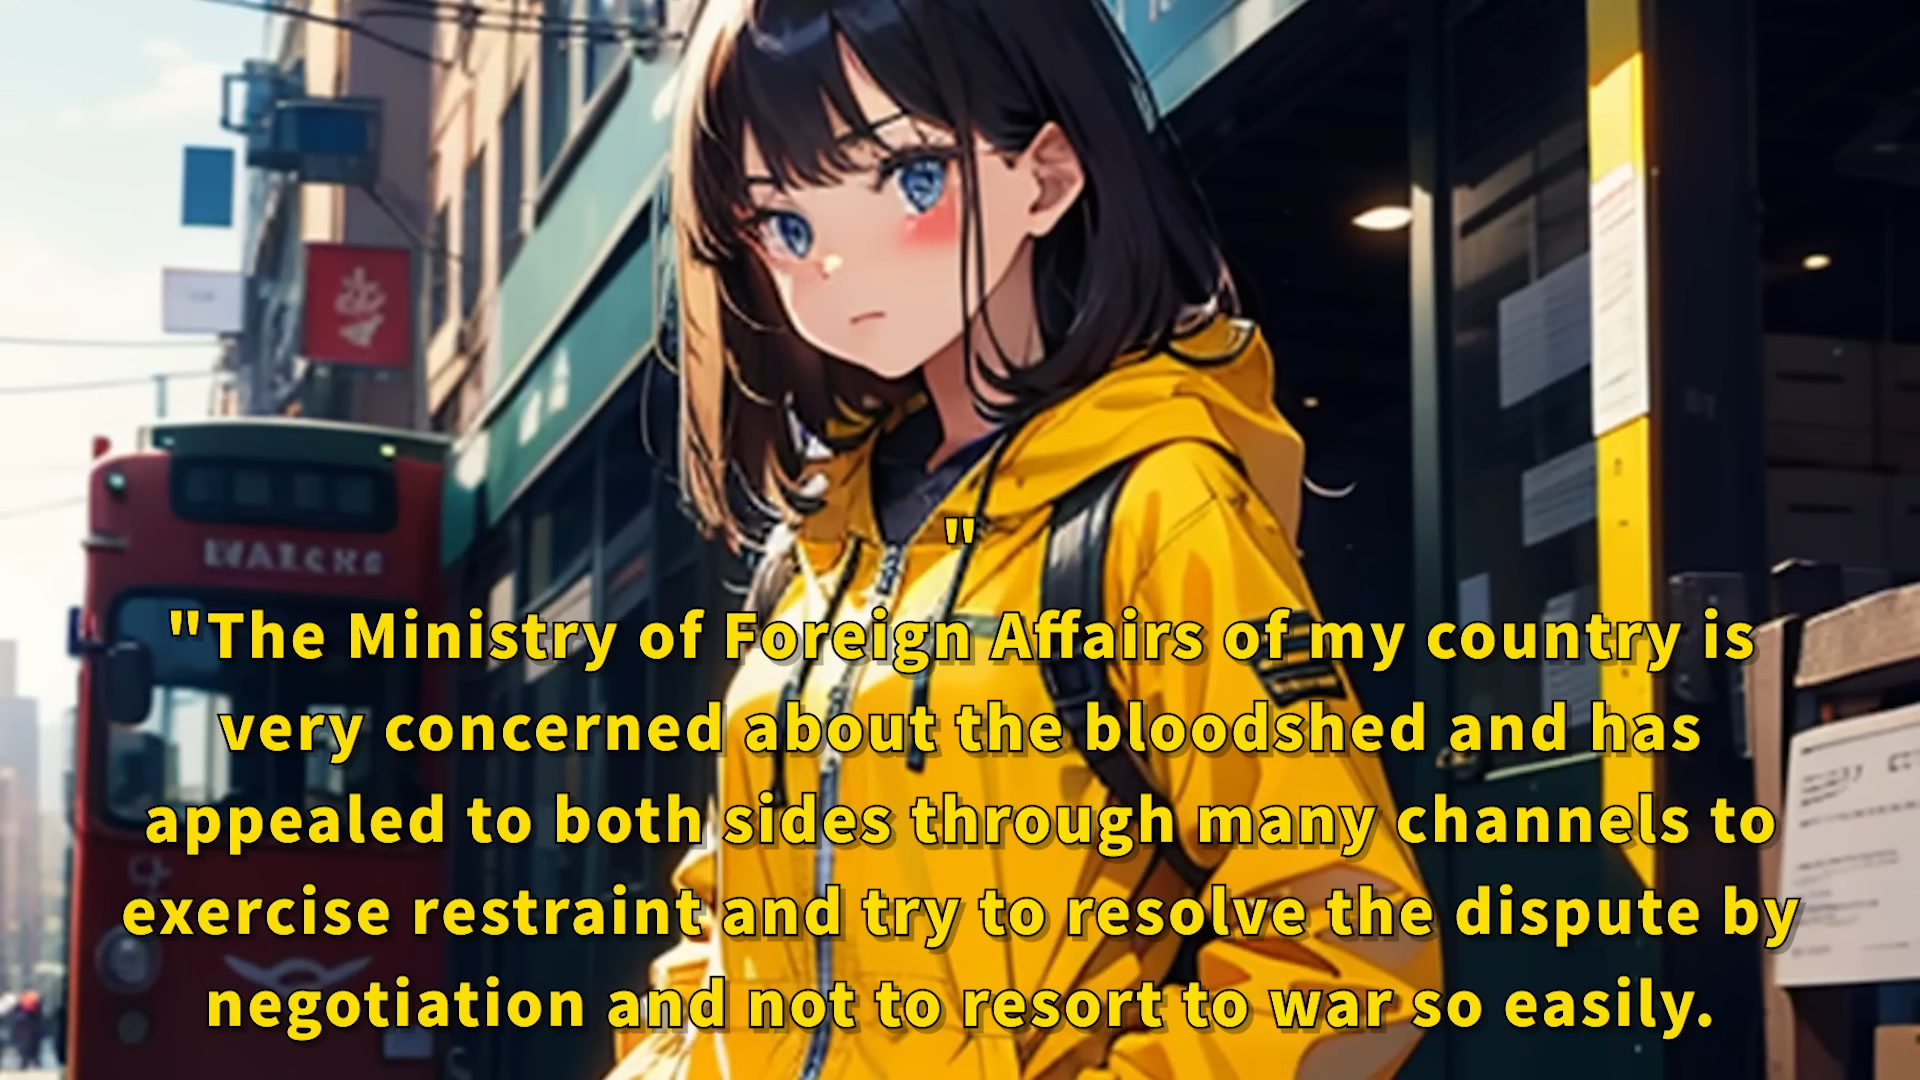 "
"The Ministry of Foreign Affairs of my country is
very concerned about the bloodshed and has
appealed to both sides through many channels to
exercise restraint and try to resolve the dispute by
negotiation and not to resort to war so easily.